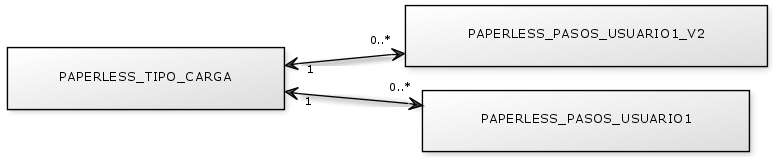 PAPERLESS_PASOS_USUARIO1_V2
0..*
1
PAPERLESS_TIPO_CARGA
0..*
1
PAPERLESS_PASOS_USUARIO1